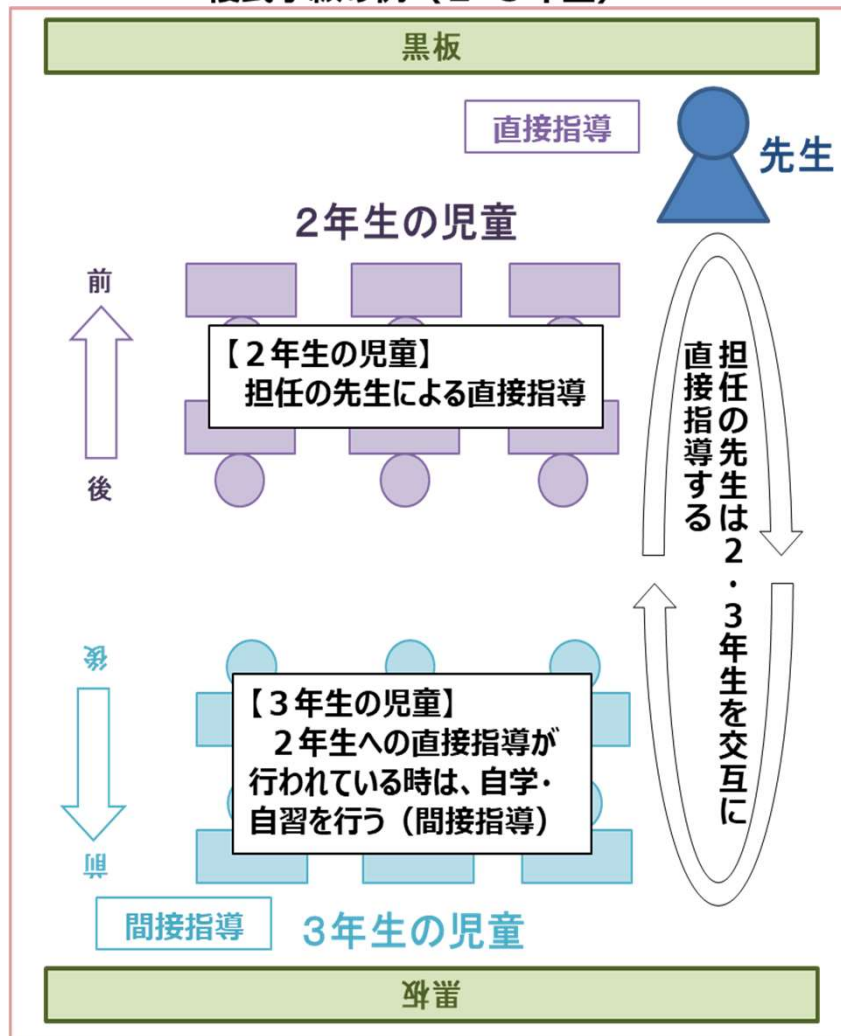 黒板
直接指導
先生
2年生の児童
前
後
【2年生の児童】
担任の先生による直接指導
担任の先生は2・3年生を交互に
直接指導する
後
前
【3年生の児童】
2年生への直接指導が
行われている時は、自学・
自習を行う（間接指導）
間接指導
3年生の児童
黒板